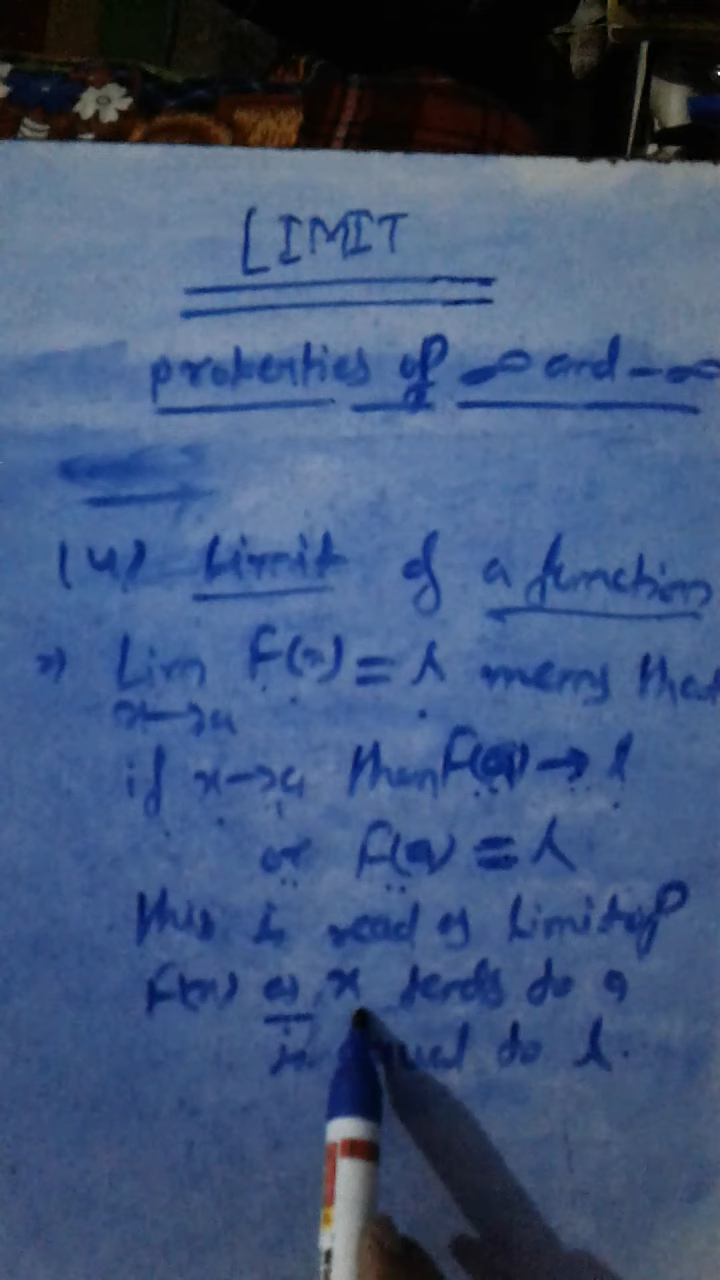 LIMIT
properties of ∞ and -∞
(4) Limit of a function
=) Lim f(x) = l means that
x→a
if x→a then f(a) → l
or f(a) = l
this is read as limit of
f(x) as x tends to a
is equal to l.